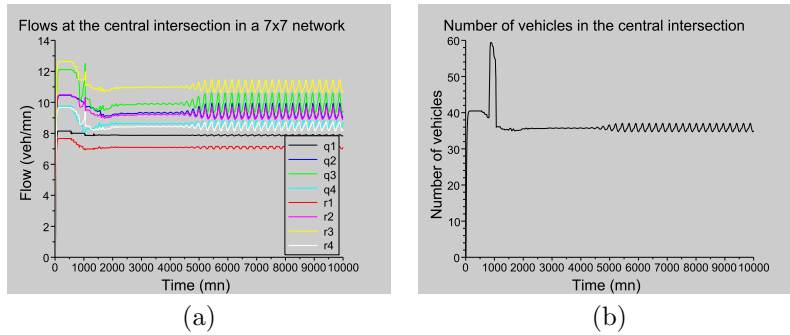 Flows at the central intersection in a 7x7 network
Flow (veh/mn)
14
12
10
8
6
4
2
0
0 1000 2000 3000 4000 5000 6000 7000 8000 9000 10000
Time (mn)
q1
q2
q3
q4
r1
r2
r3
r4
(a)
Number of vehicles in the central intersection
Number of vehicles
60
50
40
30
20
10
0
0 1000 2000 3000 4000 5000 6000 7000 8000 9000 10000
Time (mn)
(b)